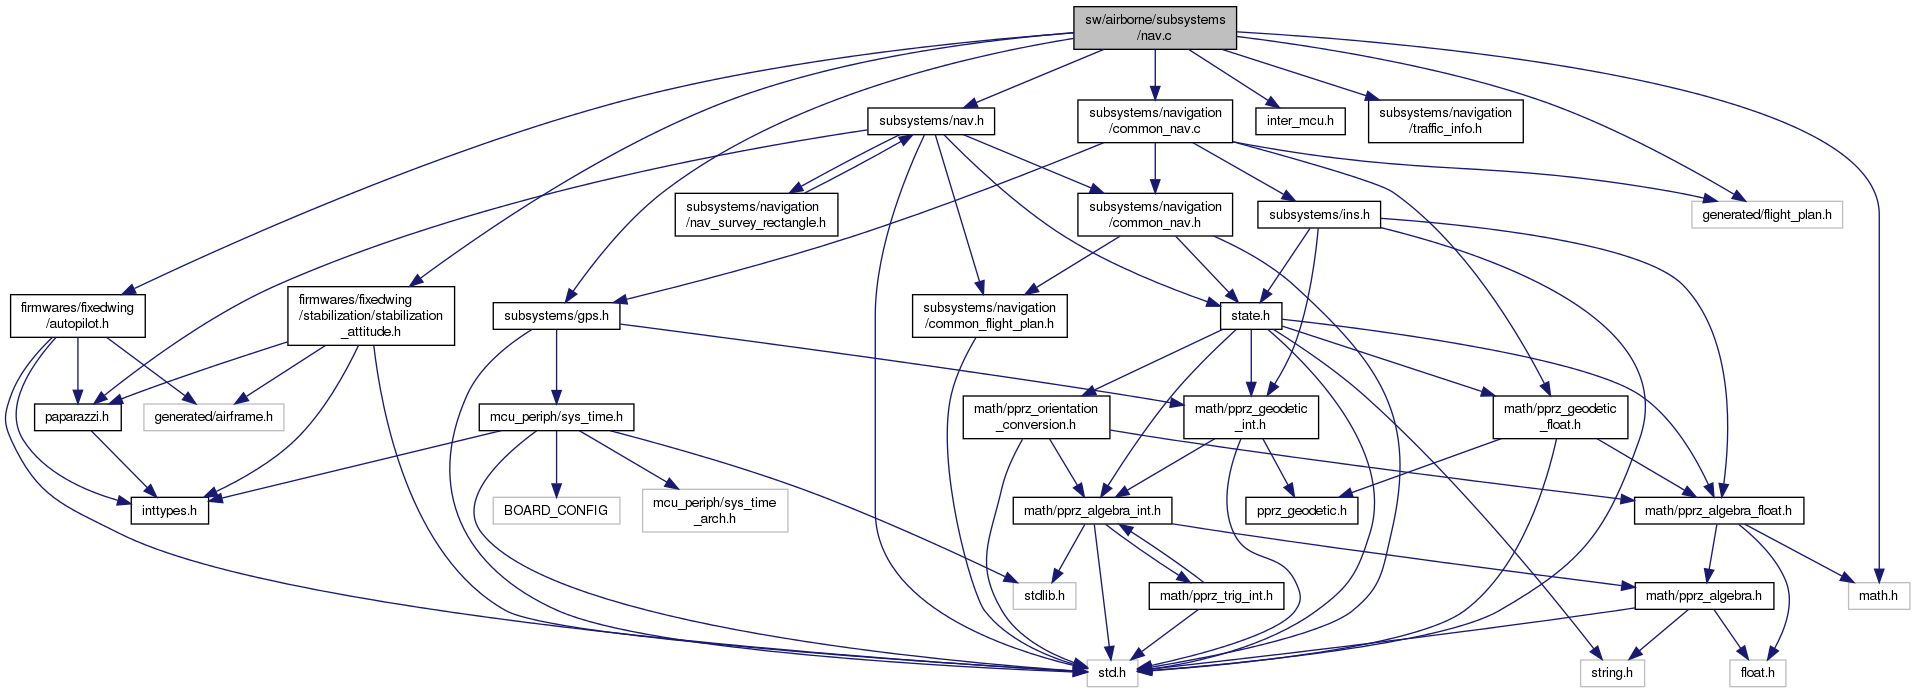 sw/airborne/subsystems
/nav.c
subsystems/nav.h
subsystems/navigation
/common_nav.c
inter_mcu.h
subsystems/navigation
/traffic_info.h
subsystems/navigation
/nav_survey_rectangle.h
subsystems/navigation
/common_nav.h
subsystems/ins.h
generated/flight_plan.h
firmwares/fixedwing
/autopilot.h
firmwares/fixedwing
/stabilization/stabilization
_attitude.h
subsystems/gps.h
subsystems/navigation
/common_flight_plan.h
state.h
paparazzi.h
generated/airframe.h
mcu_periph/sys_time.h
math/pprz_orientation
_conversion.h
math/pprz_geodetic
_int.h
math/pprz_geodetic
_float.h
inttypes.h
BOARD_CONFIG
mcu_periph/sys_time
_arch.h
math/pprz_algebra_int.h
pprz_geodetic.h
math/pprz_algebra_float.h
stdlib.h
math/pprz_trig_int.h
math/pprz_algebra.h
math.h
std.h
string.h
float.h